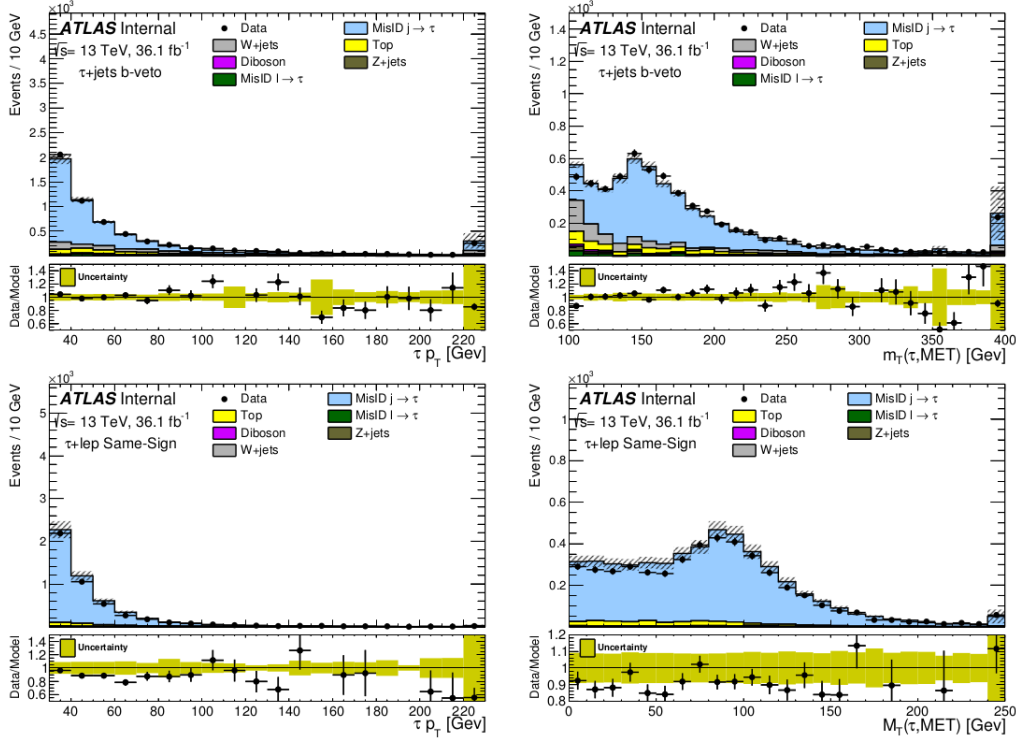 ×10³
ATLAS Internal
√s= 13 TeV, 36.1 fb⁻¹
τ+jets b-veto
Data
W+jets
Diboson
MisID l → τ
MisID j → τ
Top
Z+jets
Events / 10 GeV
4.5
4
3.5
3
2.5
2
1.5
1
0.5
Uncertainty
Data/Model
1.4
1.2
1
0.8
0.6
40 60 80 100 120 140 160 180 200 220
τ p_T [Gev]
×10³
ATLAS Internal
√s= 13 TeV, 36.1 fb⁻¹
τ+jets b-veto
Data
W+jets
Diboson
MisID l → τ
MisID j → τ
Top
Z+jets
Events / 10 GeV
1.4
1.2
1
0.8
0.6
0.4
0.2
Uncertainty
Data/Model
1.4
1.2
1
0.8
0.6
100 150 200 250 300 350 400
m_T(τ,MET) [Gev]
×10³
ATLAS Internal
√s= 13 TeV, 36.1 fb⁻¹
τ+lep Same-Sign
Data
Top
Diboson
W+jets
MisID j → τ
MisID l → τ
Z+jets
Events / 10 GeV
5
4
3
2
1
Uncertainty
Data/Model
1.4
1.2
1
0.8
0.6
40 60 80 100 120 140 160 180 200 220
τ p_T [Gev]
×10³
ATLAS Internal
√s= 13 TeV, 36.1 fb⁻¹
τ+lep Same-Sign
Data
Top
Diboson
W+jets
MisID j → τ
MisID l → τ
Z+jets
Events / 10 GeV
1
0.8
0.6
0.4
0.2
Uncertainty
Data/Model
1.1
1
0.9
0.8
0 50 100 150 200 250
M_T(τ,MET) [Gev]